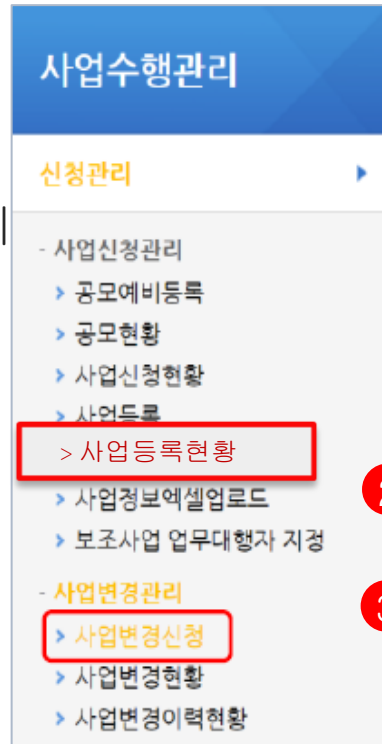 사업수행관리
신청관리
- 사업신청관리
> 공모예비등록
> 공모현황
> 사업신청현황
> 사업등록
> 사업등록현황
> 사업정보엑셀업로드
> 보조사업 업무대행자 지정
- 사업변경관리
> 사업변경신청
> 사업변경현황
> 사업변경이력현황